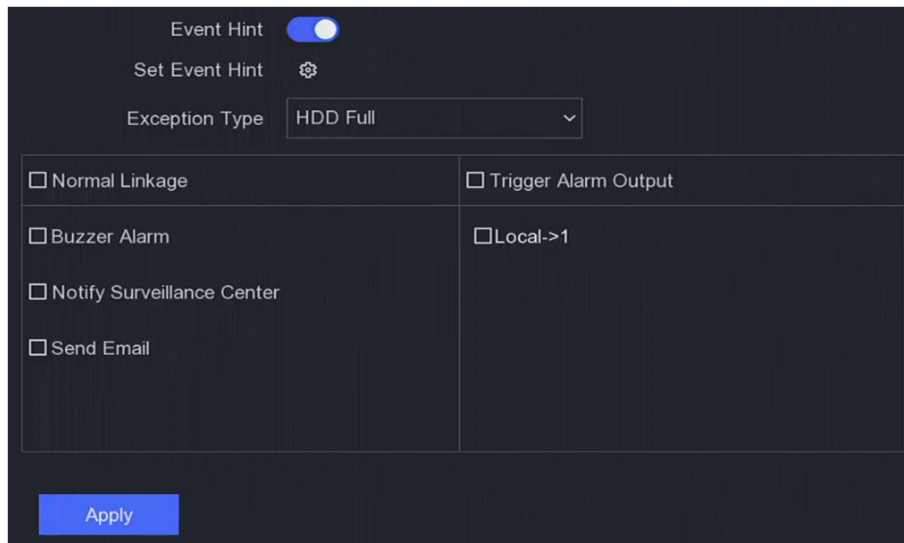 Event Hint
Set Event Hint
Exception Type HDD Full
Normal Linkage Trigger Alarm Output
Buzzer Alarm Local->1
Notify Surveillance Center
Send Email
Apply